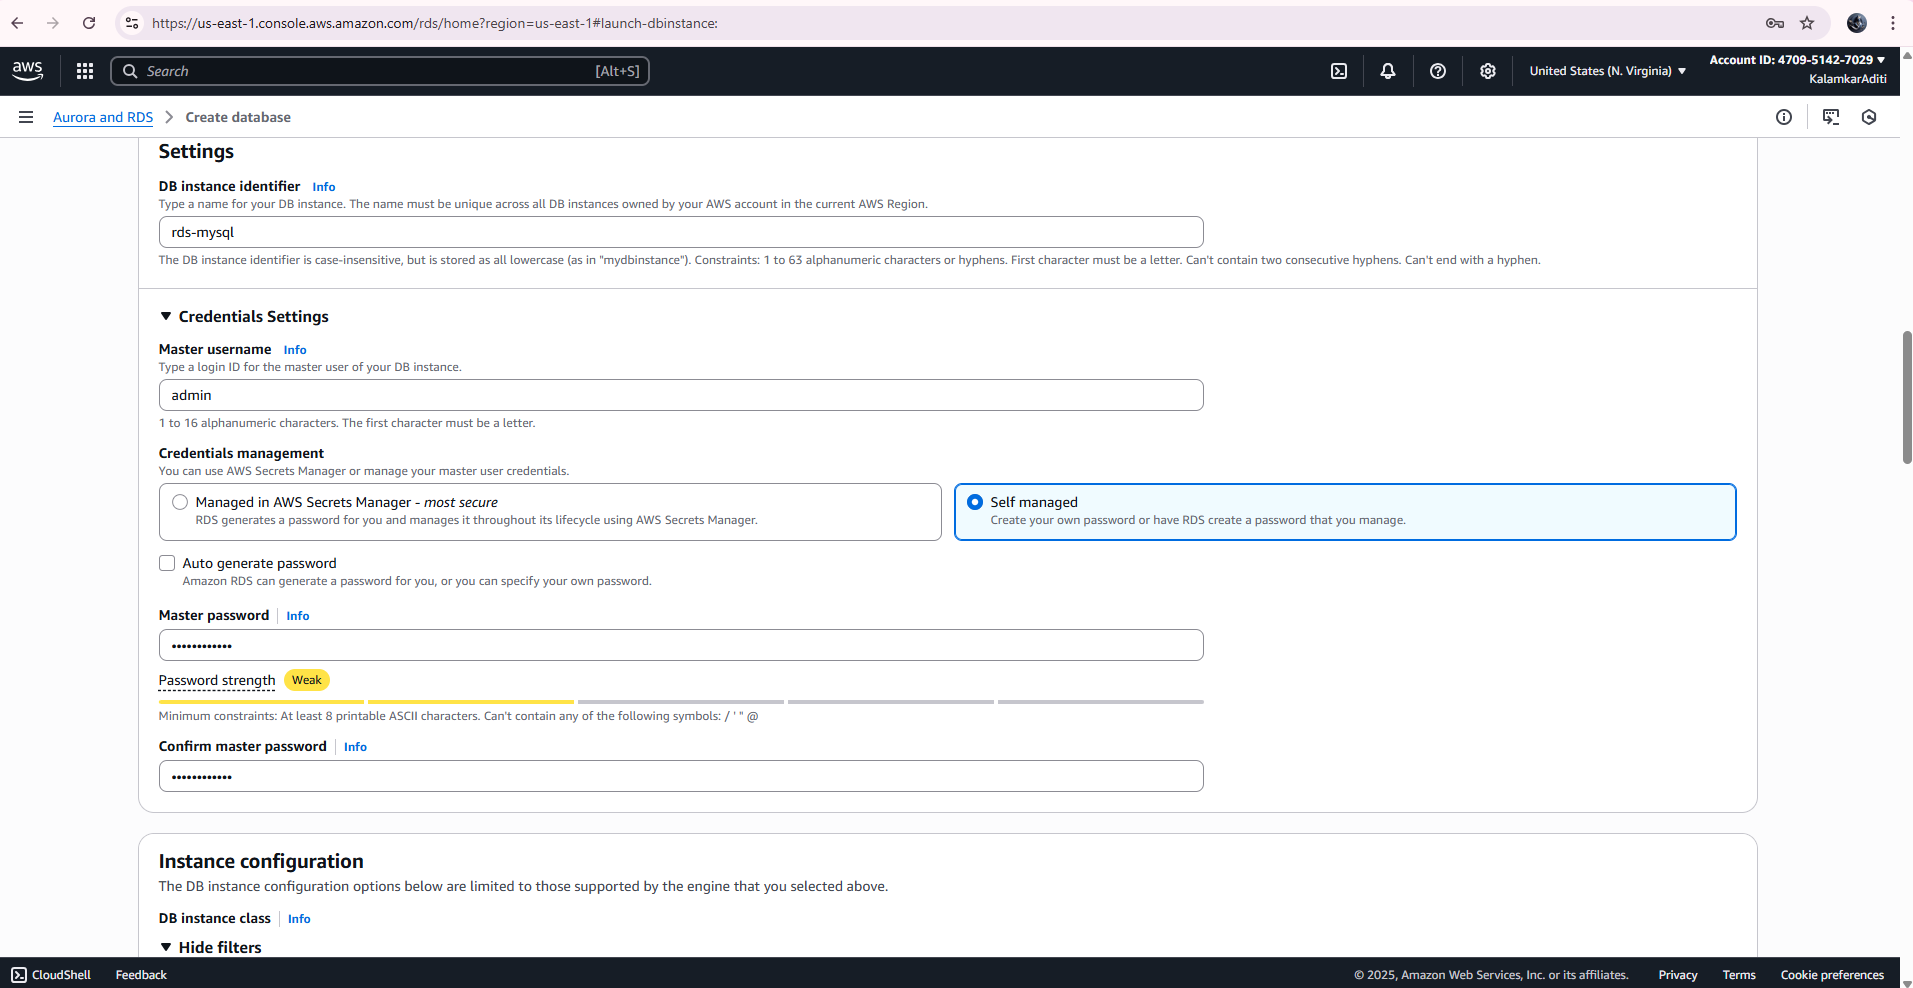 https://us-east-1.console.aws.amazon.com/rds/home?region=us-east-1#launch-dbinstance:
aws
Search
[Alt+S]
United States (N. Virginia)
Account ID: 4709-5142-7029
KalamkarAditi
Aurora and RDS
Create database
Settings
DB instance identifier Info
Type a name for your DB instance. The name must be unique across all DB instances owned by your AWS account in the current AWS Region.
rds-mysql
The DB instance identifier is case-insensitive, but is stored as all lowercase (as in "mydbinstance"). Constraints: 1 to 63 alphanumeric characters or hyphens. First character must be a letter. Can't contain two consecutive hyphens. Can't end with a hyphen.
Credentials Settings
Master username Info
Type a login ID for the master user of your DB instance.
admin
1 to 16 alphanumeric characters. The first character must be a letter.
Credentials management
You can use AWS Secrets Manager or manage your master user credentials.
Managed in AWS Secrets Manager - most secure
RDS generates a password for you and manages it throughout its lifecycle using AWS Secrets Manager.
Self managed
Create your own password or have RDS create a password that you manage.
Auto generate password
Amazon RDS can generate a password for you, or you can specify your own password.
Master password Info
••••••••••••
Password strength Weak
Minimum constraints: At least 8 printable ASCII characters. Can't contain any of the following symbols: / ' " @
Confirm master password Info
••••••••••••
Instance configuration
The DB instance configuration options below are limited to those supported by the engine that you selected above.
DB instance class Info
Hide filters
CloudShell
Feedback
© 2025, Amazon Web Services, Inc. or its affiliates.
Privacy
Terms
Cookie preferences